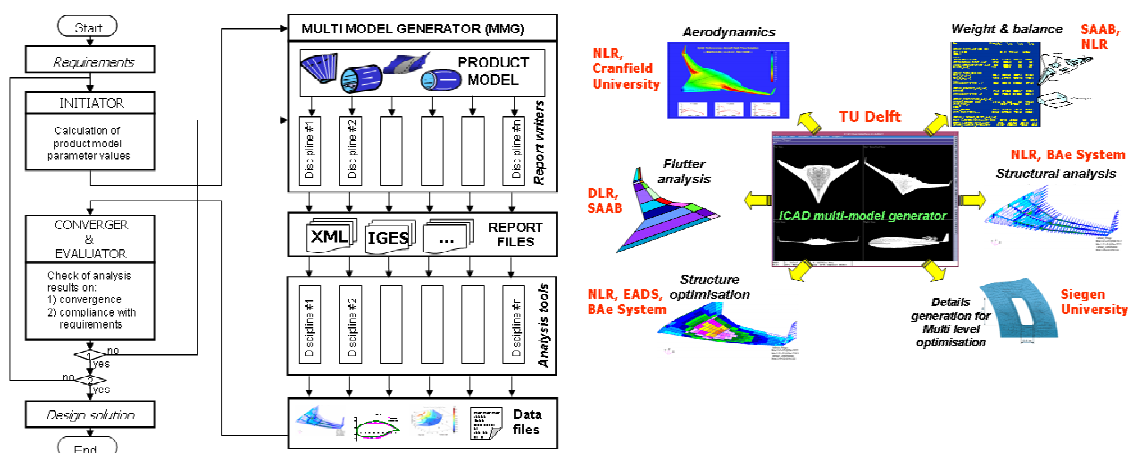 Start
Requirements
INITIATOR
Calculation of
product model
parameter values
CONVERGER
&
EVALUATOR
Check of analysis
results on:
1) convergence
2) compliance with
requirements
1
no
yes
no
2
yes
Design solution
End
MULTI MODEL GENERATOR (MMG)
PRODUCT
MODEL
Discipline #1
Discipline #2
Discipline #n
Report writers
XML
IGES
...
REPORT
FILES
Discipline #1
Discipline #2
Discipline #n
Analysis tools
Data
files
Aerodynamics
NLR,
Cranfield
University
Weight & balance
SAAB,
NLR
TU Delft
Flutter
analysis
DLR,
SAAB
ICAD multi-model generator
NLR, BAe System
Structural analysis
Structure
optimisation
NLR, EADS,
BAe System
Details
generation for
Multi level
optimisation
Siegen
University